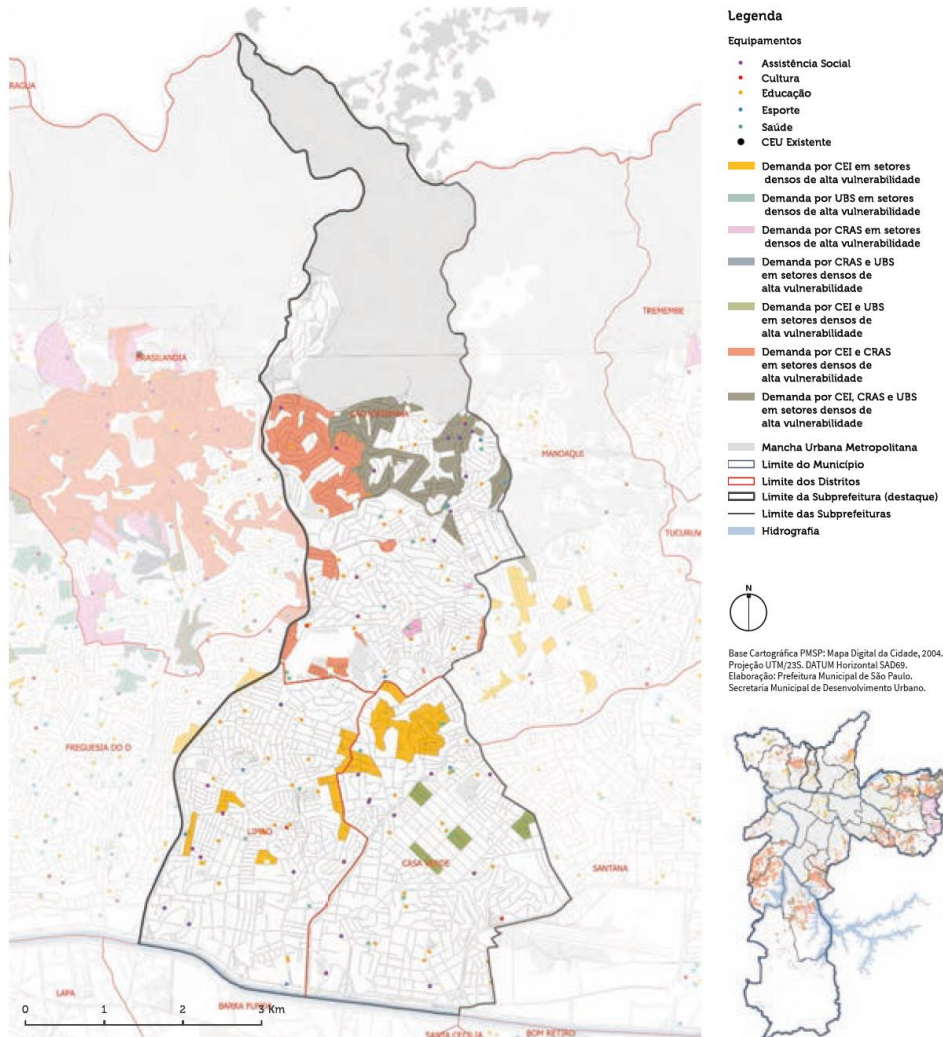 Legenda
Equipamentos
Assistência Social
Cultura
Educação
Esporte
Saúde
CEU Existente
Demanda por CEI em setores
densos de alta vulnerabilidade
Demanda por UBS em setores
densos de alta vulnerabilidade
Demanda por CRAS em setores
densos de alta vulnerabilidade
Demanda por CRAS e UBS
em setores densos de
alta vulnerabilidade
Demanda por CEI e UBS
em setores densos de
alta vulnerabilidade
Demanda por CEI e CRAS
em setores densos de
alta vulnerabilidade
Demanda por CEI, CRAS e UBS
em setores densos de
alta vulnerabilidade
Mancha Urbana Metropolitana
Limite do Município
Limite dos Distritos
Limite da Subprefeitura (destaque)
Limite das Subprefeituras
Hidrografia
N
Base Cartográfica PMSP: Mapa Digital da Cidade, 2004.
Projeção UTM/23S. DATUM Horizontal SAD69.
Elaboração: Prefeitura Municipal de São Paulo.
Secretaria Municipal de Desenvolvimento Urbano.
RAGUA
TREMEMBE
BRASILANDIA
MANDAQUI
TUCURUV
FREGUESIA DO O
LIMAO
CASA VERDE
SANTANA
LAPA
BARRA FUNDA
SANTA CECILIA
BOM RETIRO
0 1 2 3 Km